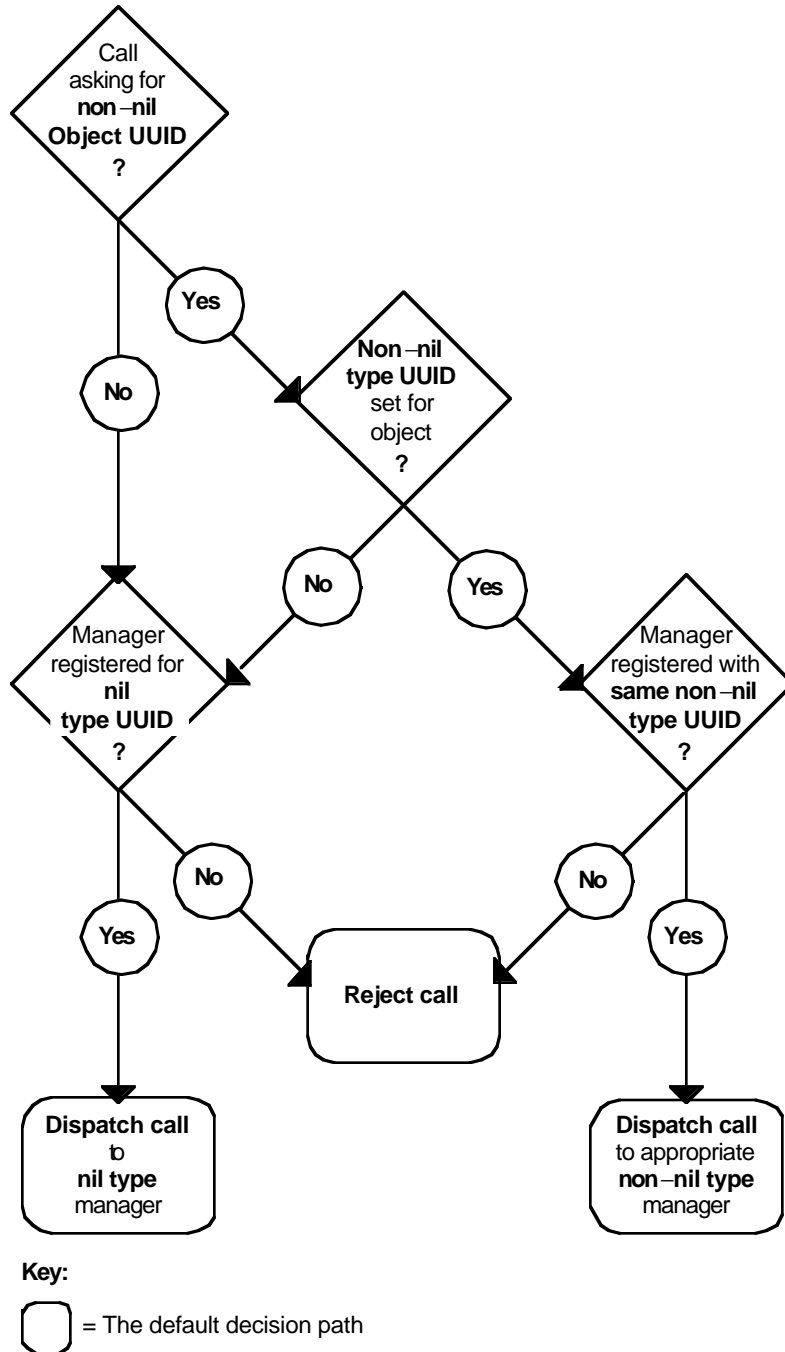 Call
asking for
non–nil
Object UUID
?
Yes
No
Non–nil
type UUID
set for
object
?
No
Yes
Manager
registered for
nil
type UUID
?
Manager
registered with
same non–nil
type UUID
?
No
No
Yes
Yes
Reject call
Dispatch call
to
nil type
manager
Dispatch call
to appropriate
non–nil type
manager
Key:
= The default decision path